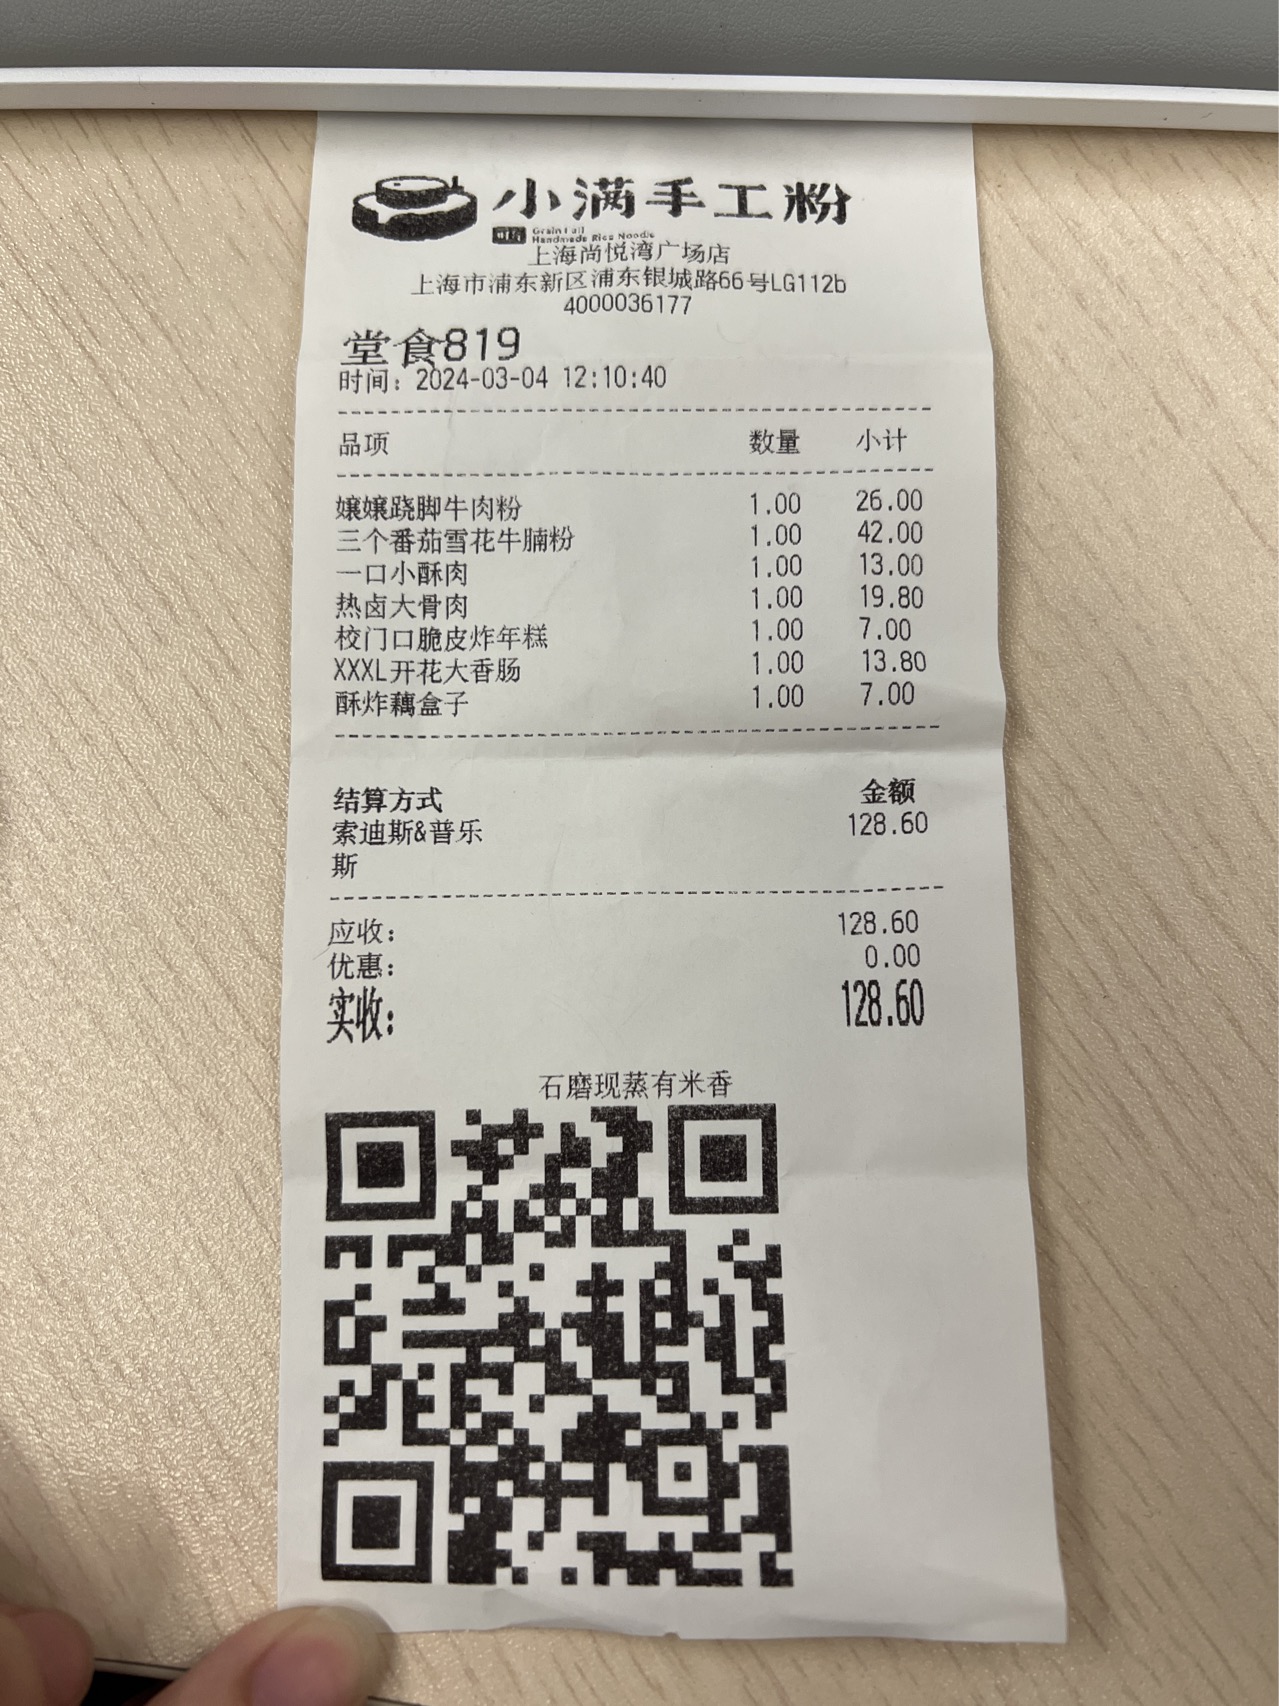 小满手工粉
Grain Full
Handmade Rice Noodle
上海尚悦湾广场店
上海市浦东新区浦东银城路66号LG112b
4000036177
堂食819
时间：2024-03-04 12:10:40
品项 数量 小计
嬢嬢跷脚牛肉粉 1.00 26.00
三个番茄雪花牛腩粉 1.00 42.00
一口小酥肉 1.00 13.00
热卤大骨肉 1.00 19.80
校门口脆皮炸年糕 1.00 7.00
XXXL开花大香肠 1.00 13.80
酥炸藕盒子 1.00 7.00
结算方式 金额
索迪斯&普乐 128.60
斯
应收： 128.60
优惠： 0.00
实收： 128.60
石磨现蒸有米香